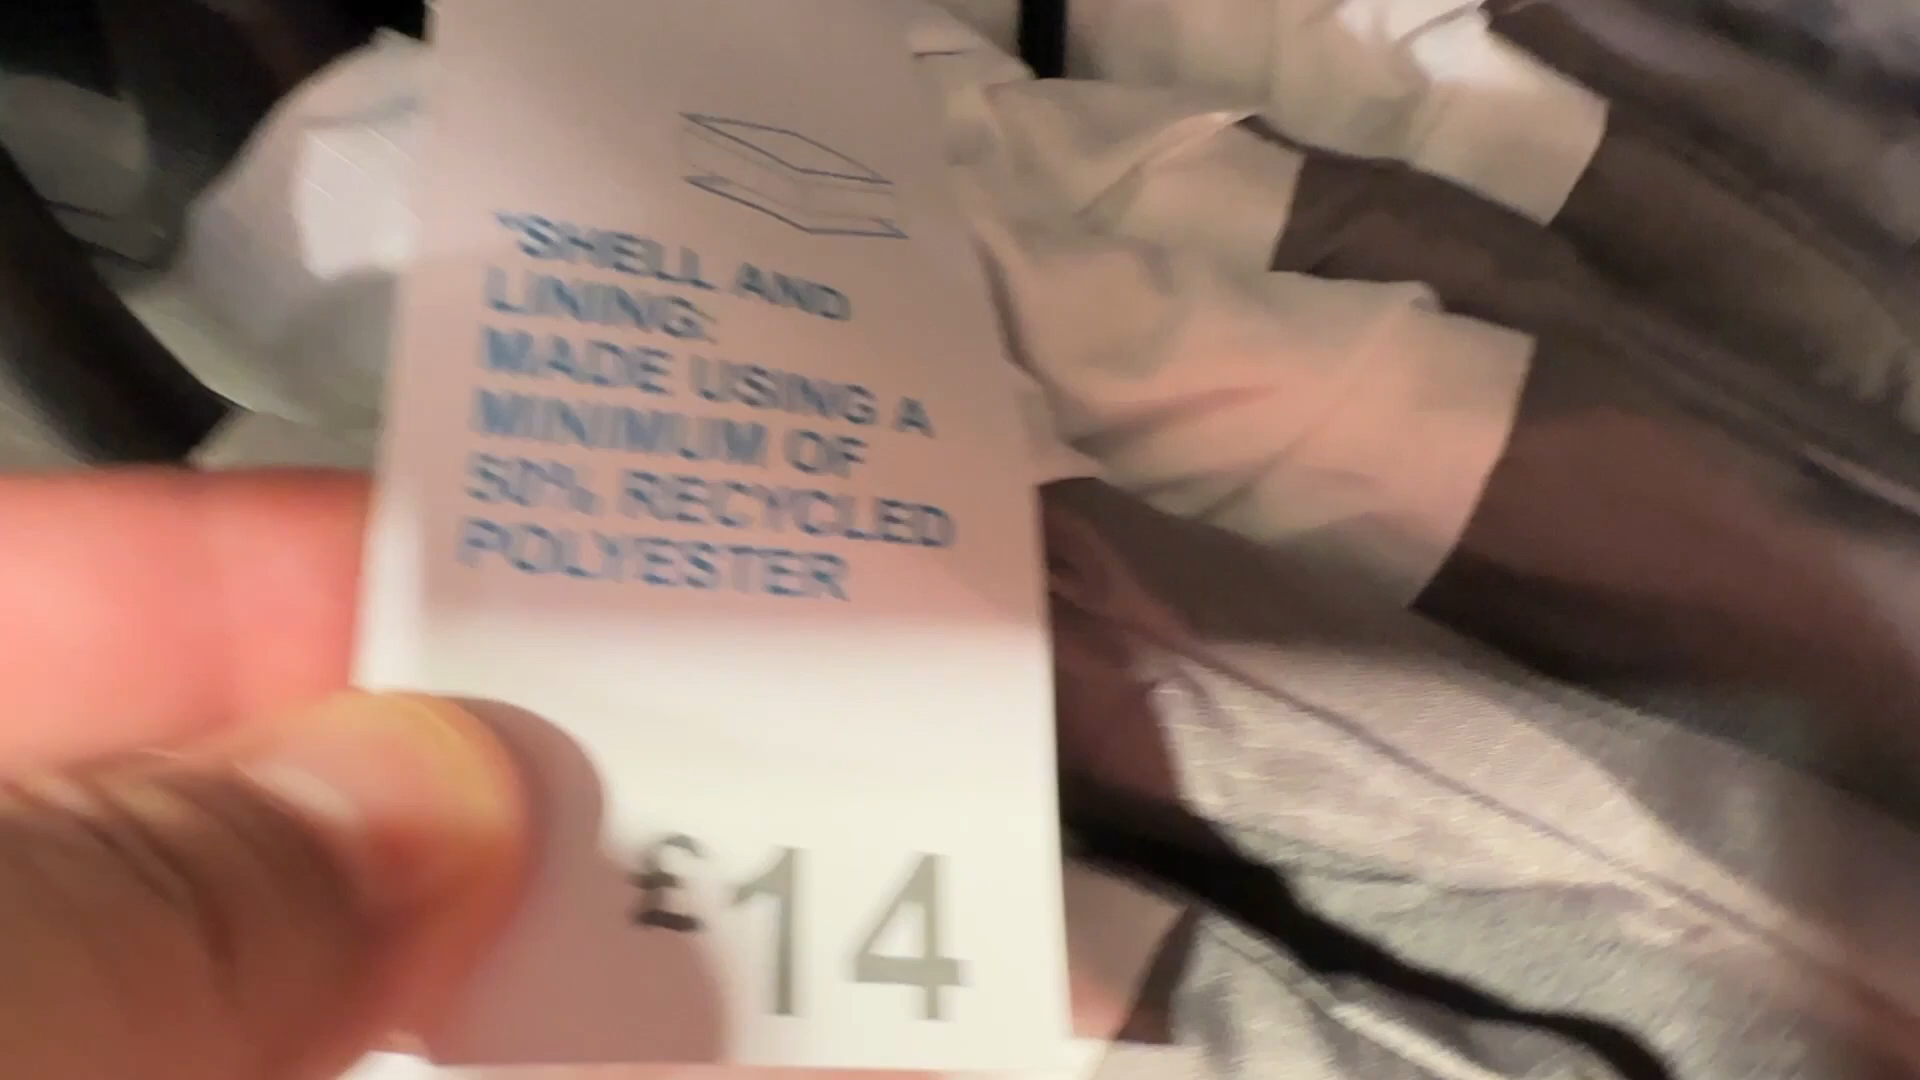 *SHELL AND
LINING:
MADE USING A
MINIMUM OF
50% RECYCLED
POLYESTER
£14